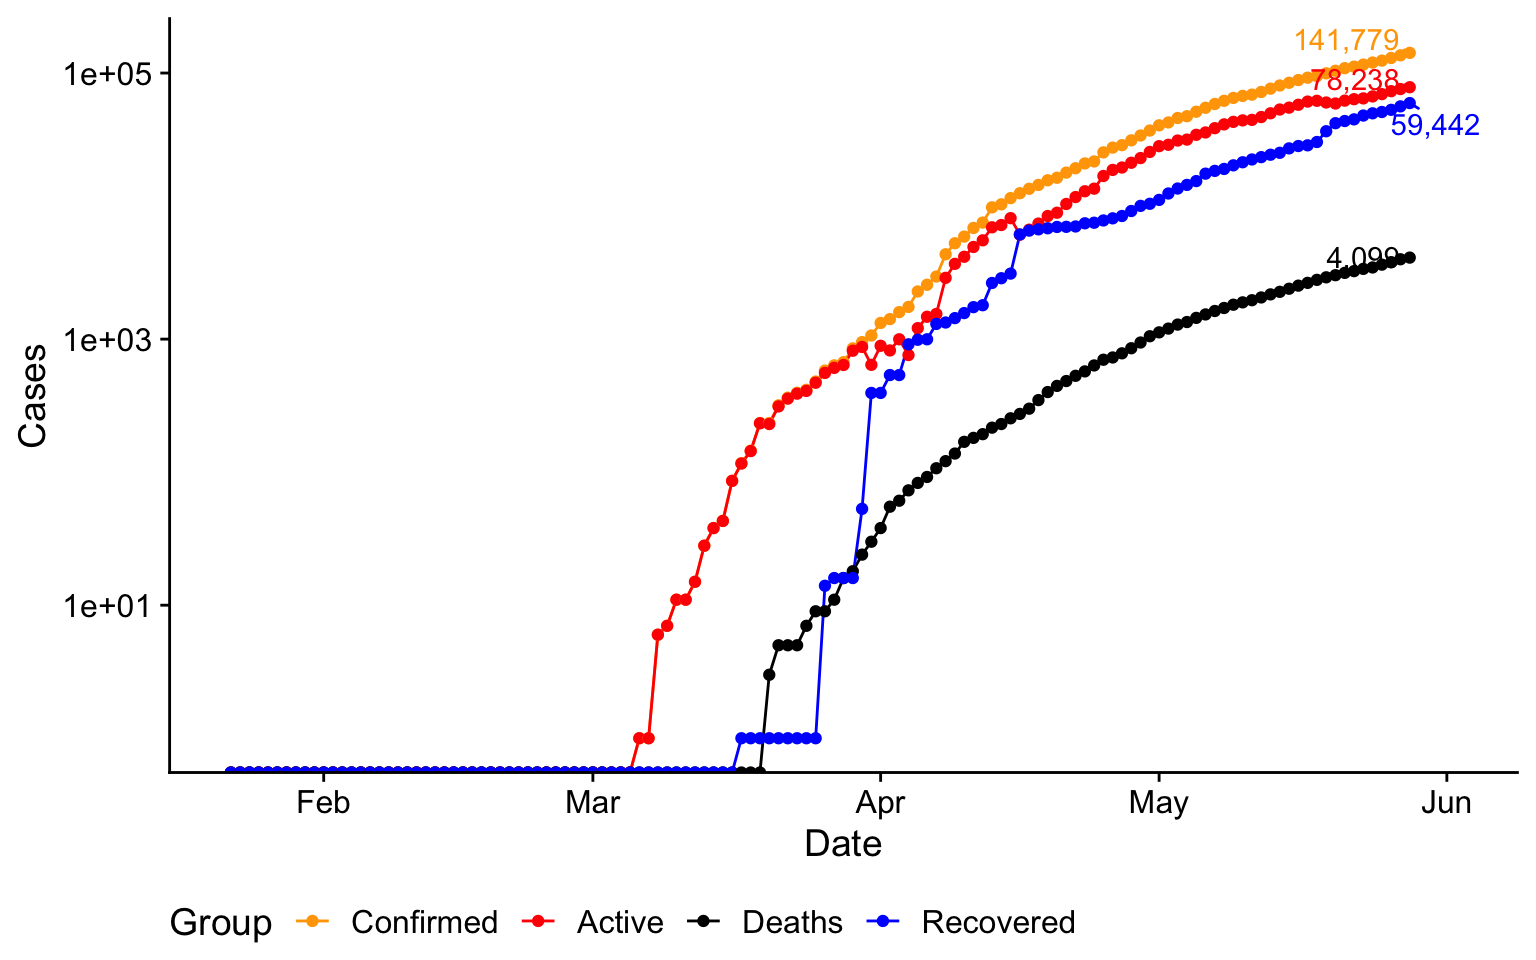 141,779
1e+05
78,238
59,442
4,099
1e+03
Cases
1e+01
Feb Mar Apr May Jun
Date
Group Confirmed Active Deaths Recovered